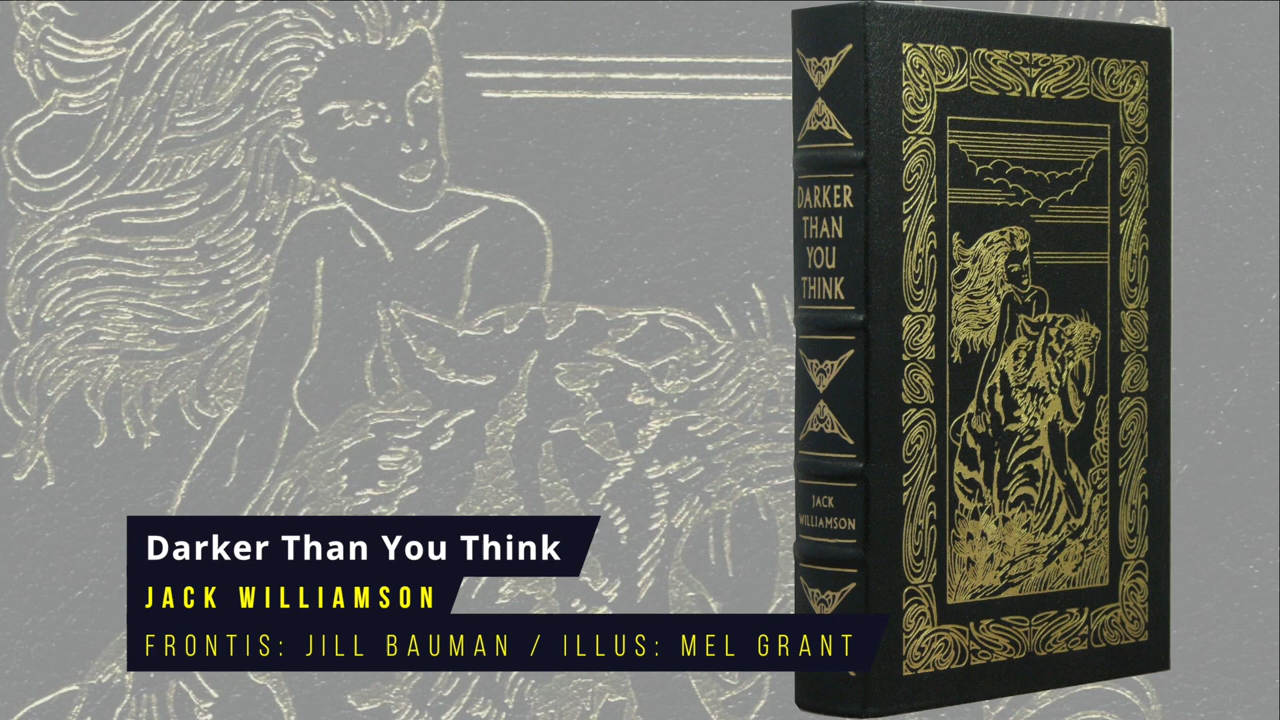 DARKER
THAN
YOU
THINK
JACK
WILLIAMSON
Darker Than You Think
JACK WILLIAMSON
FRONTIS: JILL BAUMAN / ILLUS: MEL GRANT